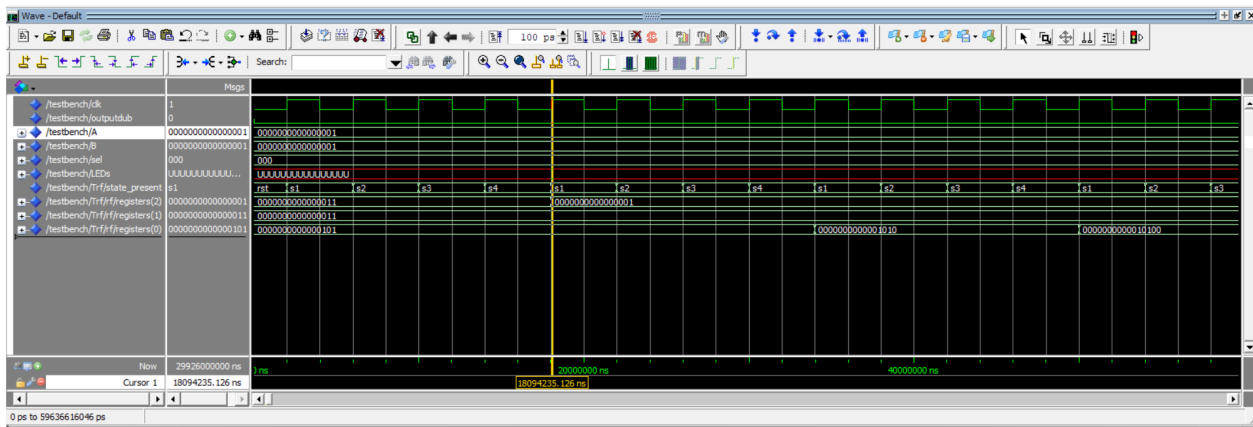 Wave - Default
100 ps
Search:
Msgs
/testbench/clk 1
/testbench/outputdub 0
/testbench/A 0000000000000001 0000000000000001
/testbench/B 0000000000000001 0000000000000001
/testbench/sel 000 000
/testbench/LEDs UUUUUUUUUUU... UUUUUUUUUUUUUUUU
/testbench/Trf/state_present s1 rst s1 s2 s3 s4 s1 s2 s3 s4 s1 s2 s3 s4 s1 s2 s3
/testbench/Trf/rf/registers(2) 0000000000000001 0000000000000011 0000000000000001
/testbench/Trf/rf/registers(1) 0000000000000011 0000000000000011
/testbench/Trf/rf/registers(0) 0000000000000101 0000000000000101 0000000000001010 0000000000010100
Now 29926000000 ns ns 20000000 ns 40000000 ns
Cursor 1 18094235.126 ns 18094235.126 ns
0 ps to 59636616046 ps